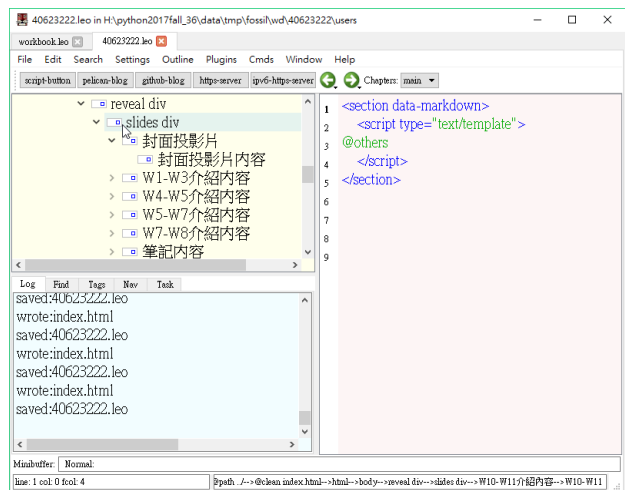 40623222.leo in H:\python2017fall_36\data\tmp\fossil\wd\40623222\users
workbook.leo
40623222.leo
File Edit Search Settings Outline Plugins Cmds Window Help
script-button pelican-blog github-blog https-server ipv6-https-server Chapters: main
reveal div
slides div
封面投影片
封面投影片內容
W1-W3介紹內容
W4-W5介紹內容
W5-W7介紹內容
W7-W8介紹內容
筆記內容
1 <section data-markdown>
2 <script type="text/template">
3 @others
4 </script>
5 </section>
6
7
8
9
Log Find Tags Nav Task
saved:40623222.leo
wrote:index.html
saved:40623222.leo
wrote:index.html
saved:40623222.leo
wrote:index.html
saved:40623222.leo
Minibuffer: Normal:
line: 1 col: 0 fcol: 4
@path ./-->@clean index.html-->html-->body-->reveal div-->slides div-->W10-W11介紹內容-->W10-W11